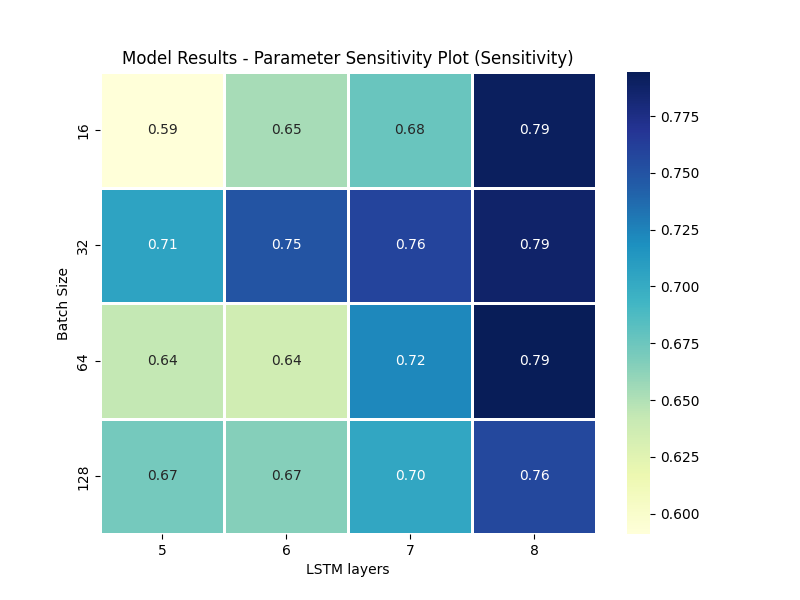 Model Results - Parameter Sensitivity Plot (Sensitivity)
Batch Size
16
0.59 0.65 0.68 0.79
32
0.71 0.75 0.76 0.79
64
0.64 0.64 0.72 0.79
128
0.67 0.67 0.70 0.76
5 6 7 8
LSTM layers
0.775
0.750
0.725
0.700
0.675
0.650
0.625
0.600